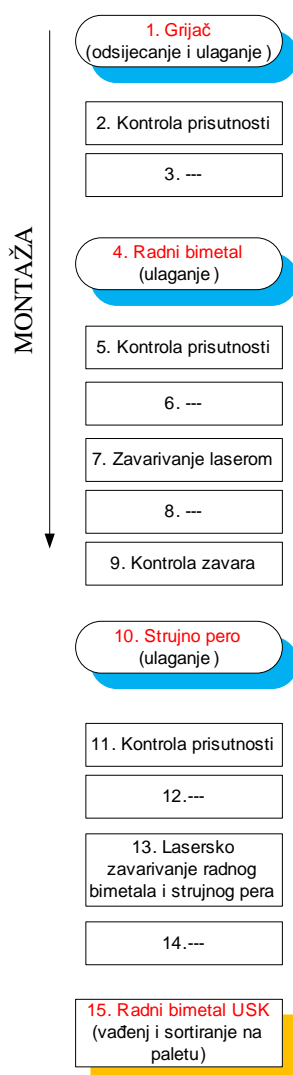 MONTAŽA
1. Grijač
(odsijecanje i ulaganje )
2. Kontrola prisutnosti
3. ---
4. Radni bimetal
(ulaganje )
5. Kontrola prisutnosti
6. ---
7. Zavarivanje laserom
8. ---
9. Kontrola zavara
10. Strujno pero
(ulaganje )
11. Kontrola prisutnosti
12.---
13. Lasersko
zavarivanje radnog
bimetala i strujnog pera
14.---
15. Radni bimetal USK
(vađenj i sortiranje na
paletu)